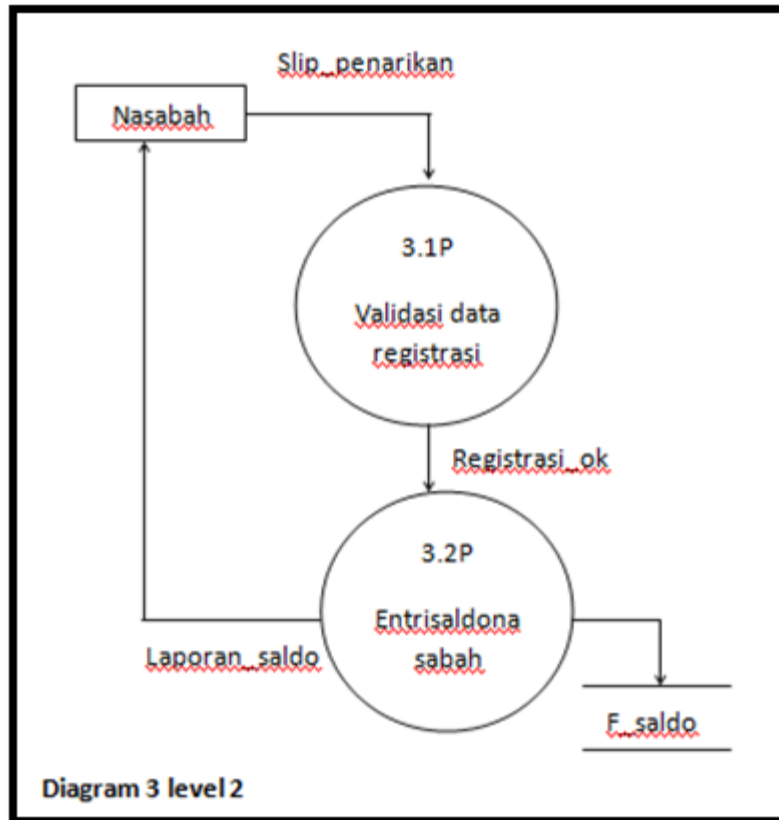 Slip_penarikan
Nasabah
3.1P
Validasi data
registrasi
Registrasi_ok
3.2P
Entrisaldona
sabah
Laporan_saldo
F_saldo
Diagram 3 level 2